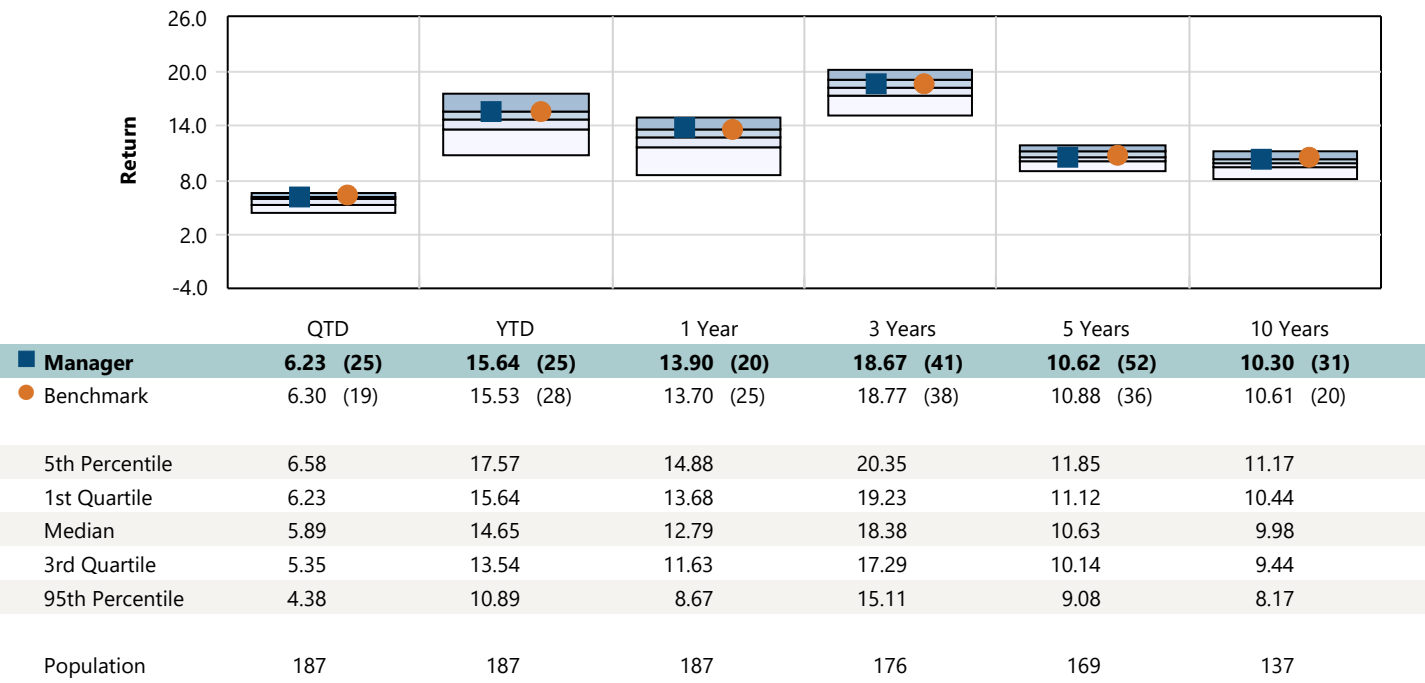 26.0
20.0
14.0
8.0
2.0
-4.0
Return
QTD YTD 1 Year 3 Years 5 Years 10 Years
Manager 6.23 (25) 15.64 (25) 13.90 (20) 18.67 (41) 10.62 (52) 10.30 (31)
Benchmark 6.30 (19) 15.53 (28) 13.70 (25) 18.77 (38) 10.88 (36) 10.61 (20)
5th Percentile 6.58 17.57 14.88 20.35 11.85 11.17
1st Quartile 6.23 15.64 13.68 19.23 11.12 10.44
Median 5.89 14.65 12.79 18.38 10.63 9.98
3rd Quartile 5.35 13.54 11.63 17.29 10.14 9.44
95th Percentile 4.38 10.89 8.67 15.11 9.08 8.17
Population 187 187 187 176 169 137